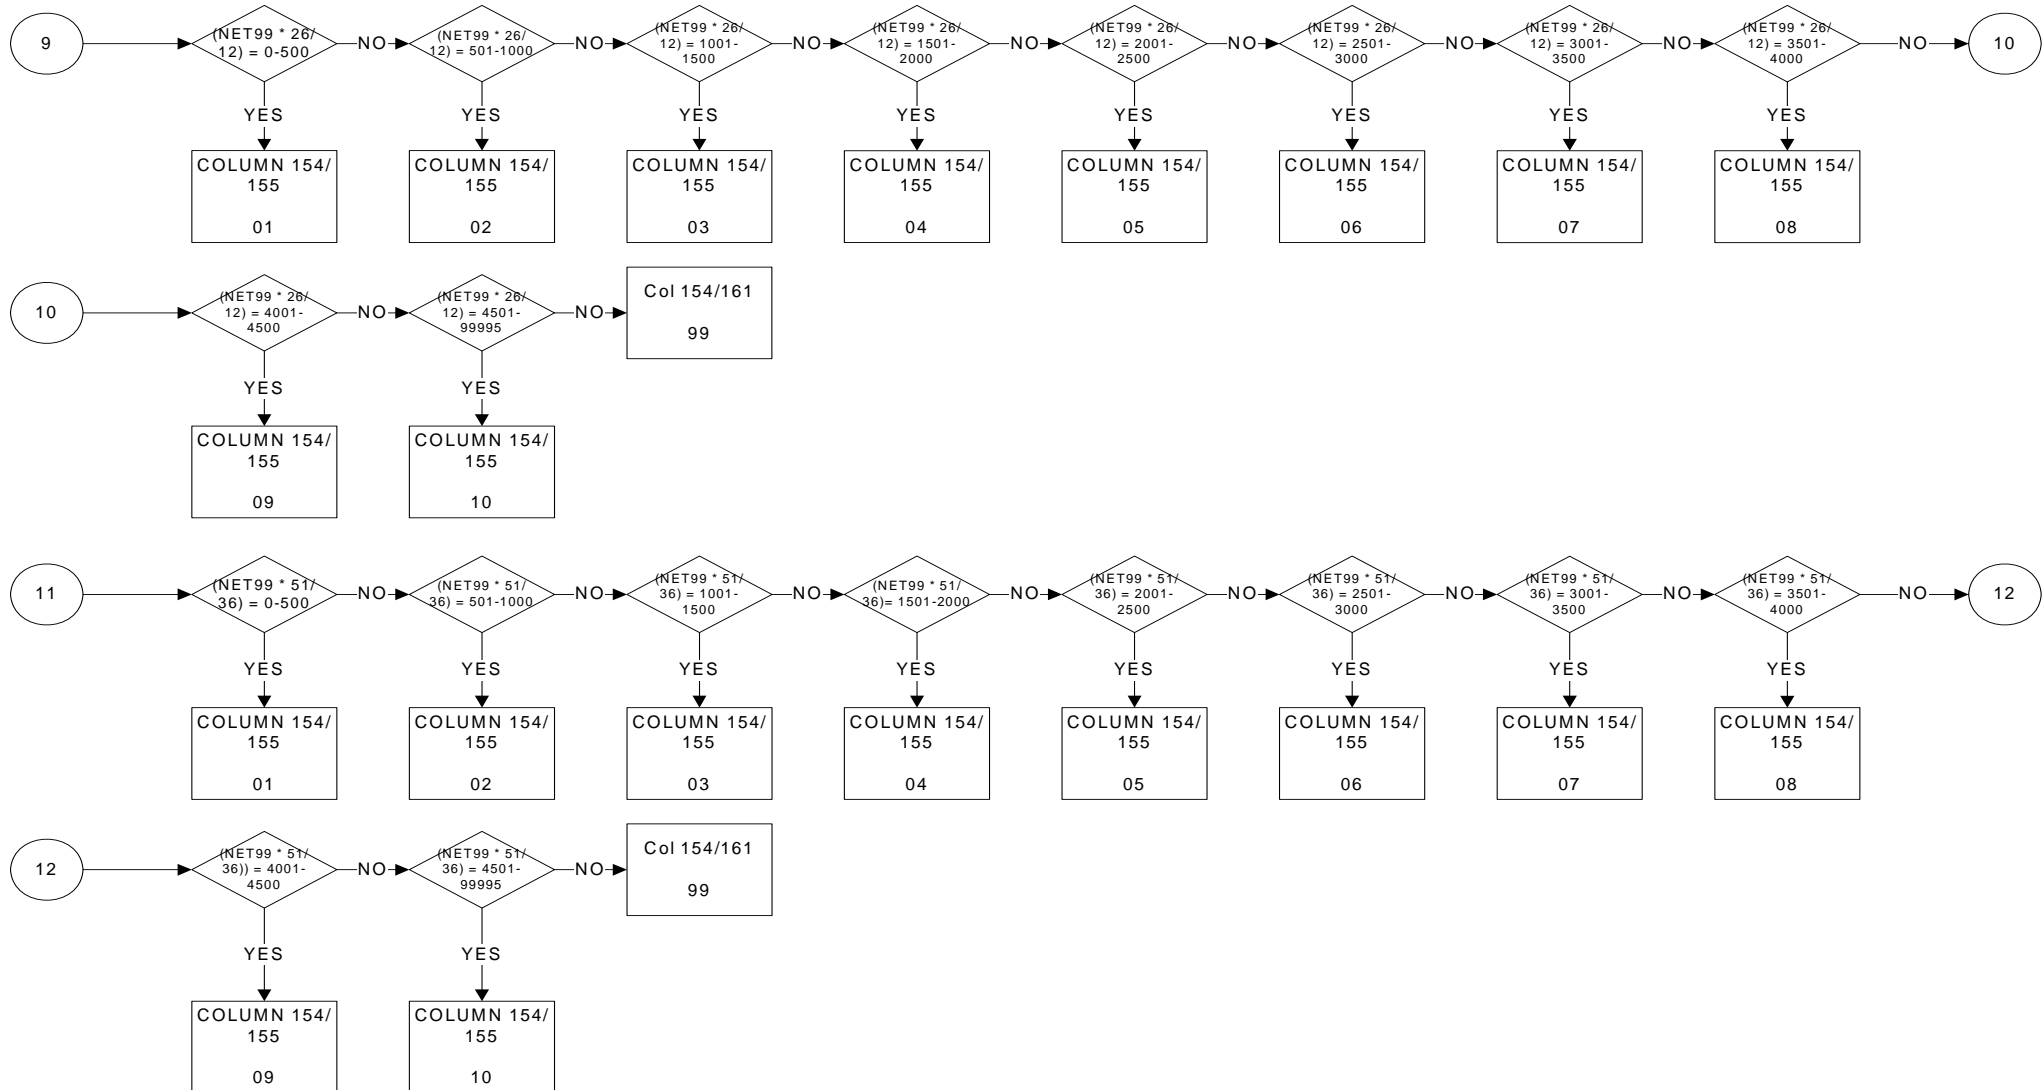 9
(NET99 * 26/
12) = 0-500
NO
(NET99 * 26/
12) = 501-1000
NO
(NET99 * 26/
12) = 1001-
1500
NO
(NET99 * 26/
12) = 1501-
2000
NO
(NET99 * 26/
12) = 2001-
2500
NO
(NET99 * 26/
12) = 2501-
3000
NO
(NET99 * 26/
12) = 3001-
3500
NO
(NET99 * 26/
12) = 3501-
4000
NO
10
YES
YES
YES
YES
YES
YES
YES
YES
COLUMN 154/
155
01
COLUMN 154/
155
02
COLUMN 154/
155
03
COLUMN 154/
155
04
COLUMN 154/
155
05
COLUMN 154/
155
06
COLUMN 154/
155
07
COLUMN 154/
155
08
10
(NET99 * 26/
12) = 4001-
4500
NO
(NET99 * 26/
12) = 4501-
99995
NO
Col 154/161
99
YES
YES
COLUMN 154/
155
09
COLUMN 154/
155
10
11
(NET99 * 51/
36) = 0-500
NO
(NET99 * 51/
36) = 501-1000
NO
(NET99 * 51/
36) = 1001-
1500
NO
(NET99 * 51/
36)= 1501-2000
NO
(NET99 * 51/
36) = 2001-
2500
NO
(NET99 * 51/
36) = 2501-
3000
NO
(NET99 * 51/
36) = 3001-
3500
NO
(NET99 * 51/
36) = 3501-
4000
NO
12
YES
YES
YES
YES
YES
YES
YES
YES
COLUMN 154/
155
01
COLUMN 154/
155
02
COLUMN 154/
155
03
COLUMN 154/
155
04
COLUMN 154/
155
05
COLUMN 154/
155
06
COLUMN 154/
155
07
COLUMN 154/
155
08
12
(NET99 * 51/
36)) = 4001-
4500
NO
(NET99 * 51/
36) = 4501-
99995
NO
Col 154/161
99
YES
YES
COLUMN 154/
155
09
COLUMN 154/
155
10